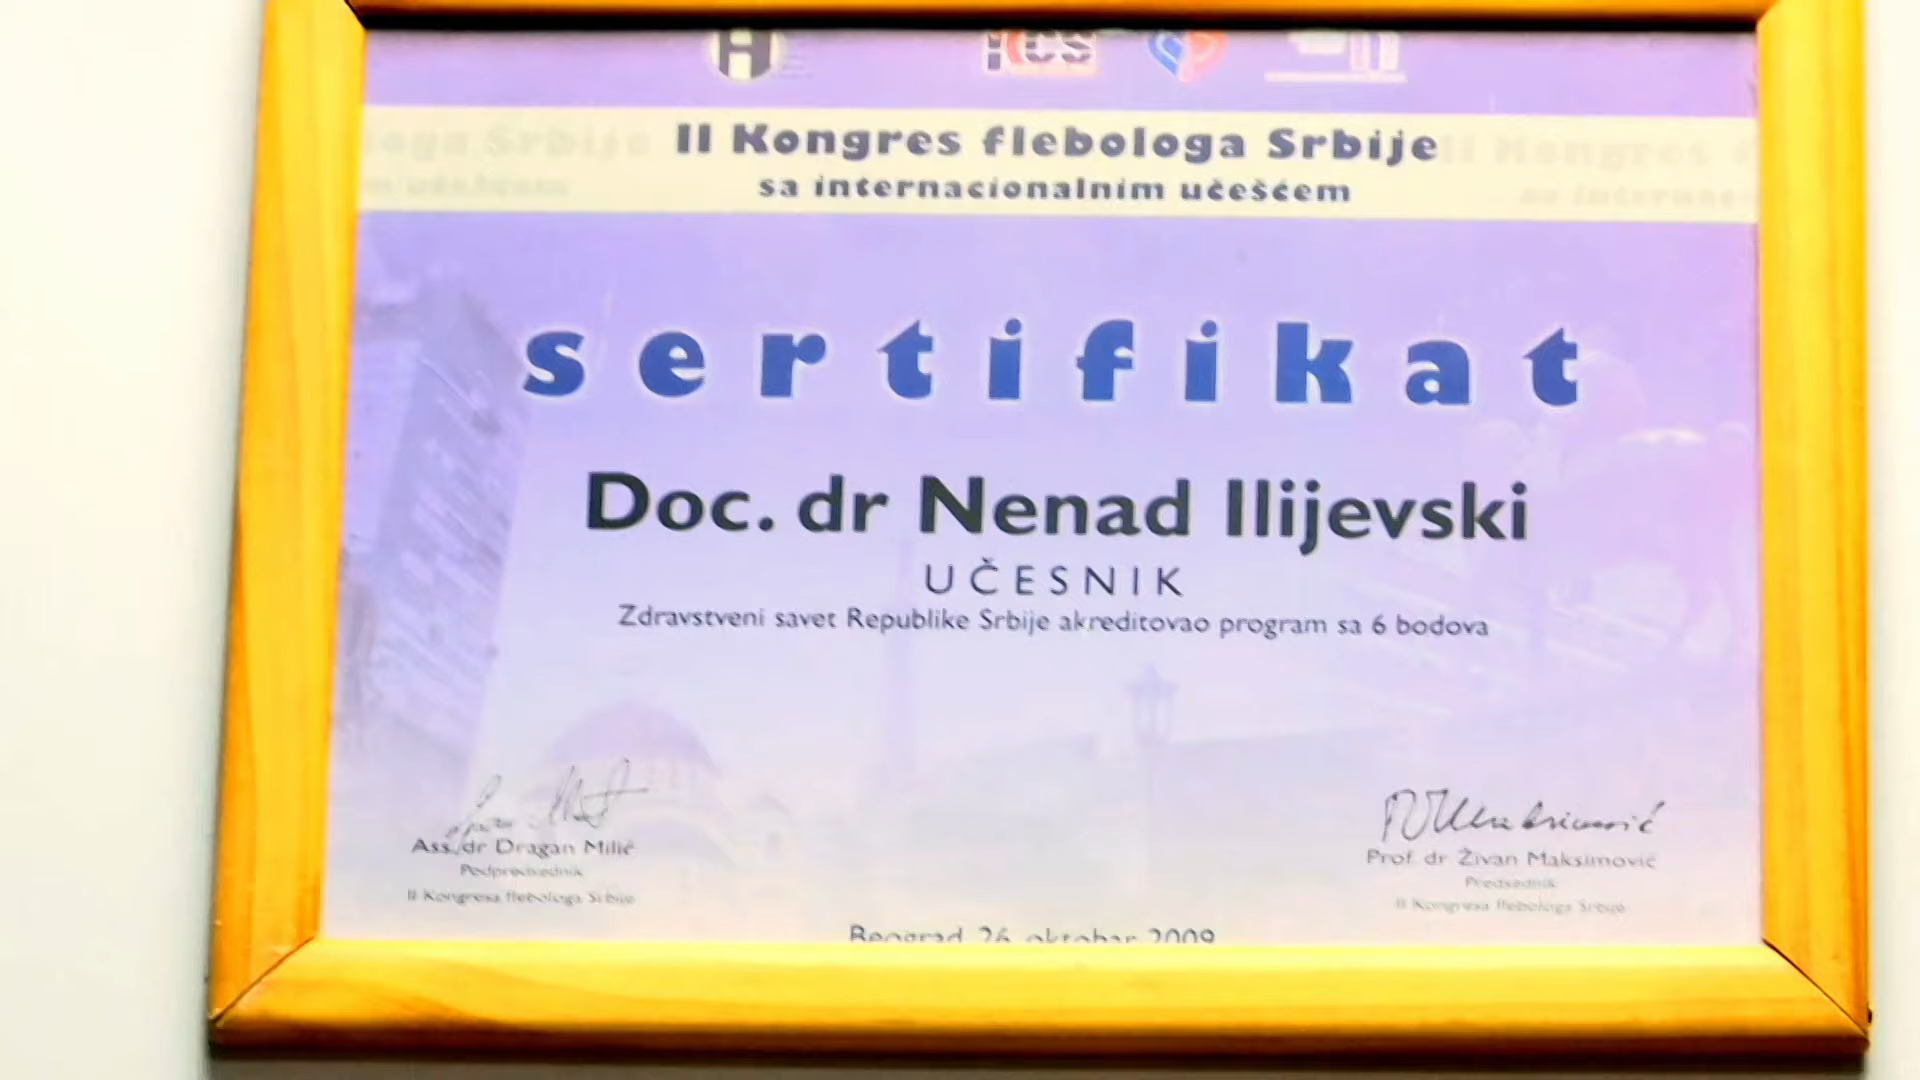 H
KCS
II Kongres flebologa Srbije
sa internacionalnim učešćem
sertifikat
Doc. dr Nenad Ilijevski
UČESNIK
Zdravstveni savet Republike Srbije akreditovao program sa 6 bodova
Ass. dr Dragan Milić
Podpredsednik
II Kongresa flebologa Srbije
Prof. dr Živan Maksimović
Predsednik
II Kongresa flebologa Srbije
Beograd 26 oktobar 2009